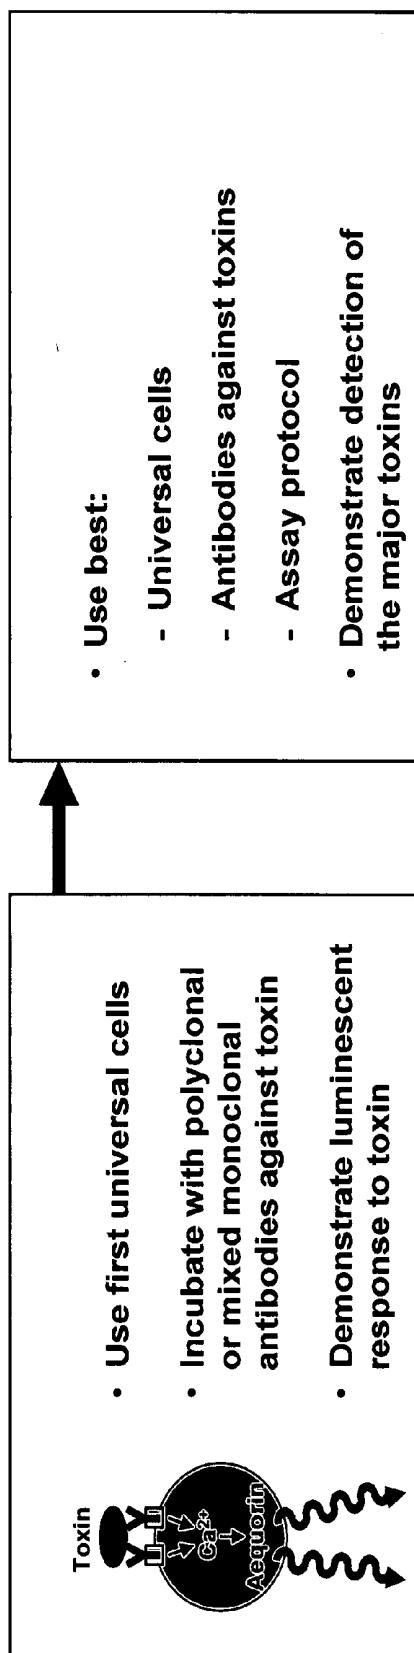 Toxin
Ca2+
Aequorin
• Use first universal cells
• Incubate with polyclonal
or mixed monoclonal
antibodies against toxin
• Demonstrate luminescent
response to toxin
• Use best:
- Universal cells
- Antibodies against toxins
- Assay protocol
• Demonstrate detection of
the major toxins